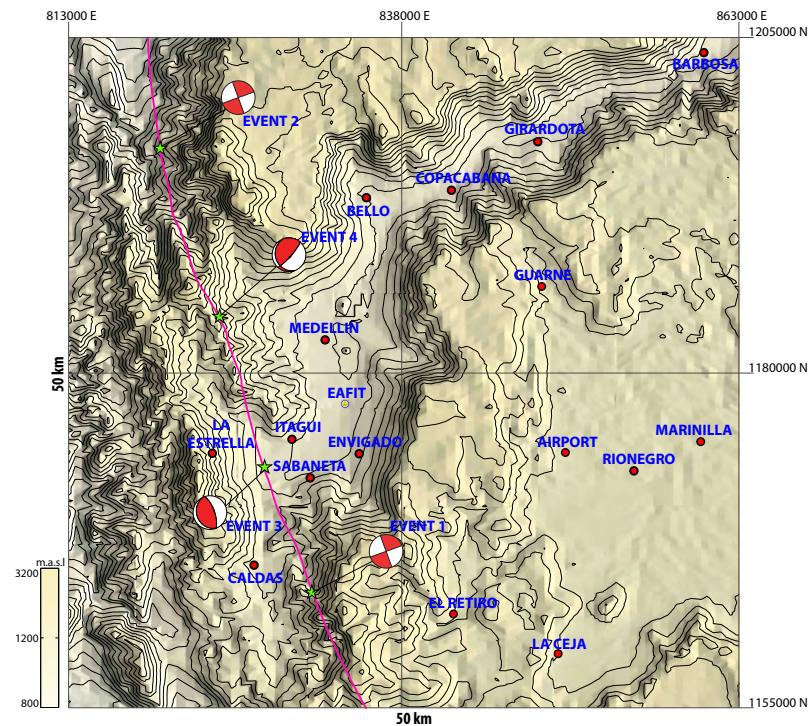 813000 E
838000 E
863000 E
1205000 N
BARBOSA
EVENT 2
GIRARDOTA
COPACABANA
BELLO
EVENT 4
GUARNE
MEDELLIN
50 km
1180000 N
EAFIT
LA
ESTRELLA
ITAGUI
ENVIGADO
AIRPORT
MARINILLA
SABANETA
RIONEGRO
EVENT 3
EVENT 1
m.a.s.l
3200
CALDAS
EL RETIRO
1200
LA CEJA
800
1155000 N
50 km